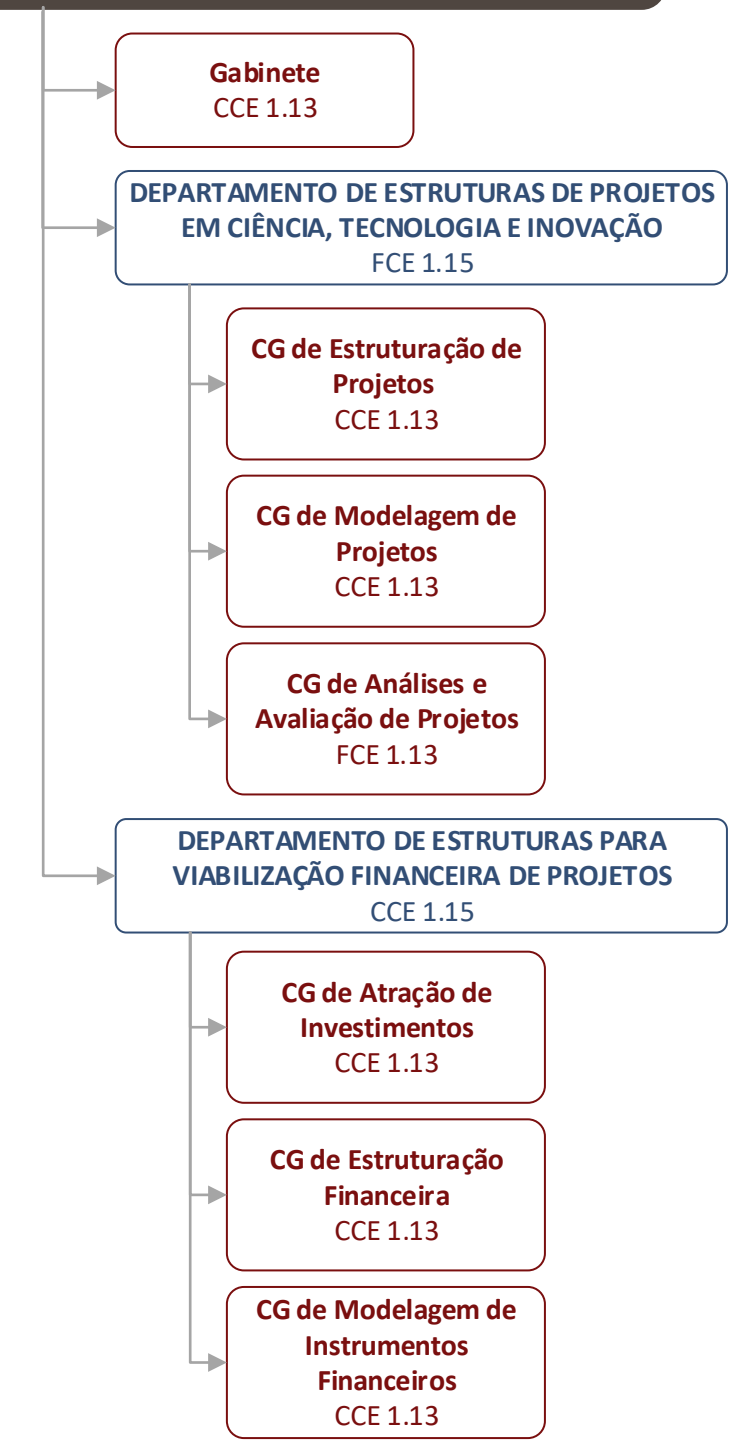 Gabinete
CCE 1.13
DEPARTAMENTO DE ESTRUTURAS DE PROJETOS
EM CIÊNCIA, TECNOLOGIA E INOVAÇÃO
FCE 1.15
CG de Estruturação de
Projetos
CCE 1.13
CG de Modelagem de
Projetos
CCE 1.13
CG de Análises e
Avaliação de Projetos
FCE 1.13
DEPARTAMENTO DE ESTRUTURAS PARA
VIABILIZAÇÃO FINANCEIRA DE PROJETOS
CCE 1.15
CG de Atração de
Investimentos
CCE 1.13
CG de Estruturação
Financeira
CCE 1.13
CG de Modelagem de
Instrumentos
Financeiros
CCE 1.13